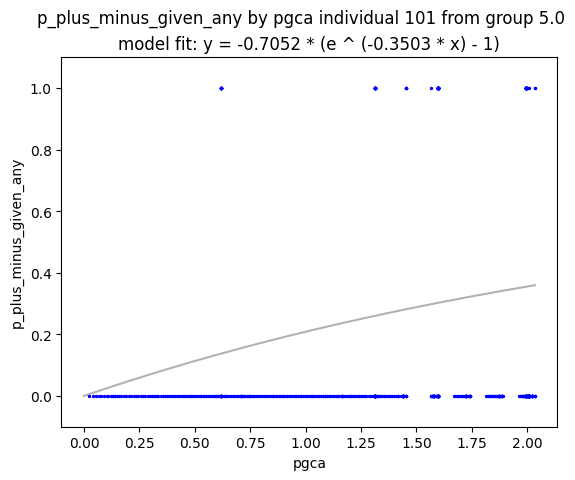 p_plus_minus_given_any by pgca individual 101 from group 5.0
model fit: y = -0.7052 * (e ^ (-0.3503 * x) - 1)
1.0
0.8
0.6
0.4
0.2
0.0
p_plus_minus_given_any
0.00 0.25 0.50 0.75 1.00 1.25 1.50 1.75 2.00
pgca